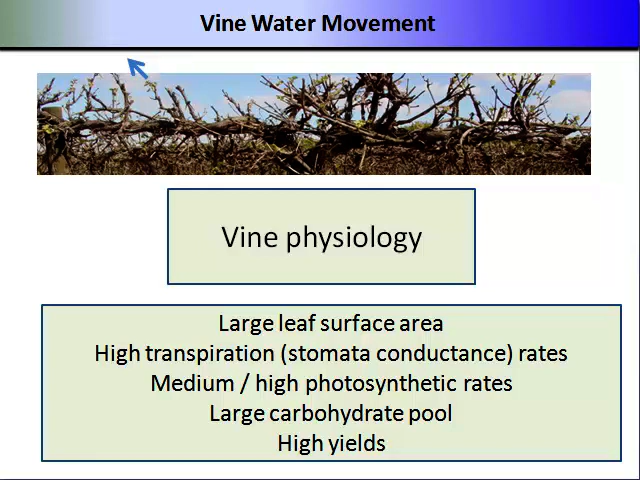 Vine Water Movement
Vine physiology
Large leaf surface area
High transpiration (stomata conductance) rates
Medium / high photosynthetic rates
Large carbohydrate pool
High yields